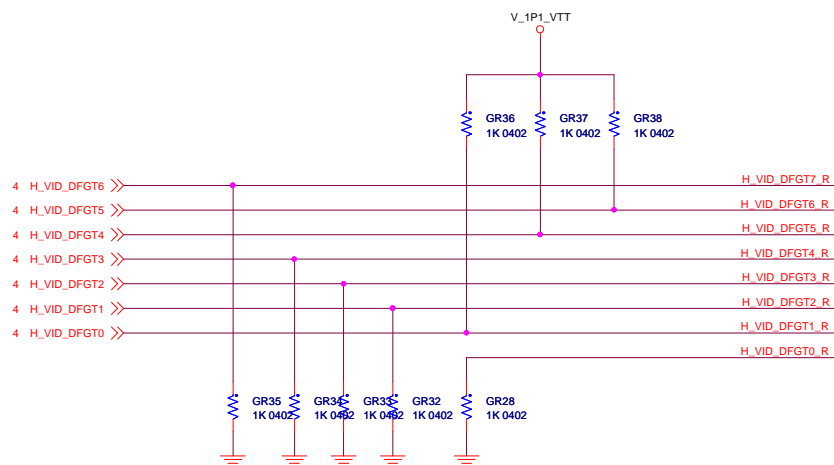 V_1P1_VTT
GR36
1K 0402
GR37
1K 0402
GR38
1K 0402
4 H_VID_DFGT6
H_VID_DFGT7_R
4 H_VID_DFGT5
H_VID_DFGT6_R
4 H_VID_DFGT4
H_VID_DFGT5_R
4 H_VID_DFGT3
H_VID_DFGT4_R
4 H_VID_DFGT2
H_VID_DFGT3_R
4 H_VID_DFGT1
H_VID_DFGT2_R
4 H_VID_DFGT0
H_VID_DFGT1_R
H_VID_DFGT0_R
GR35
1K 0402
GR34
1K 0402
GR33
1K 0402
GR32
1K 0402
GR28
1K 0402